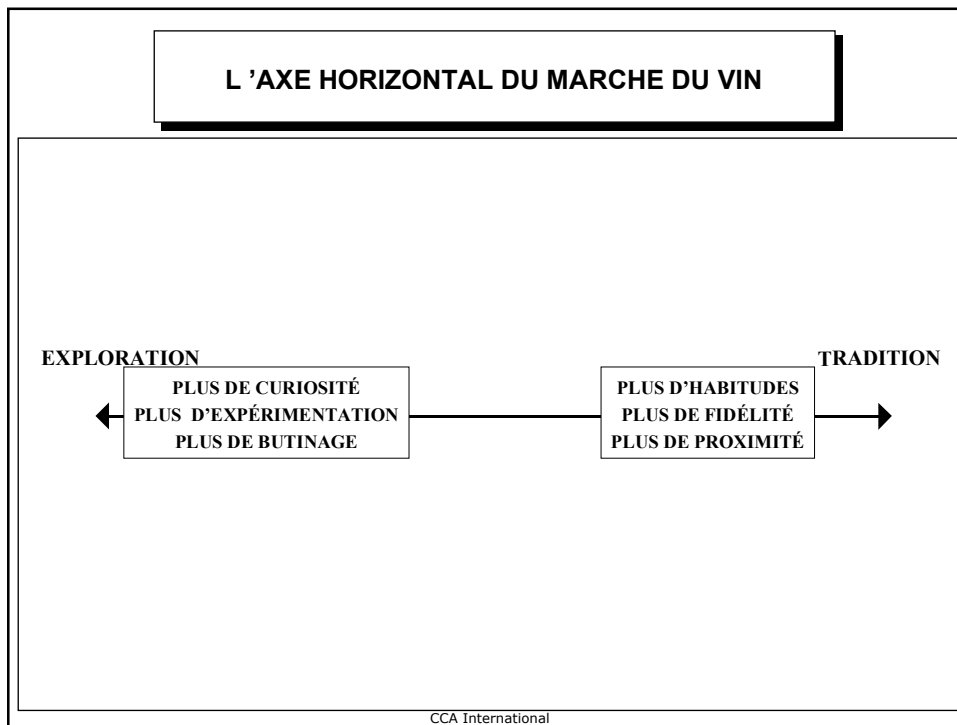 L ’AXE HORIZONTAL DU MARCHE DU VIN
EXPLORATION
TRADITION
PLUS DE CURIOSITÉ
PLUS D’EXPÉRIMENTATION
PLUS DE BUTINAGE
PLUS D’HABITUDES
PLUS DE FIDÉLITÉ
PLUS DE PROXIMITÉ
CCA International